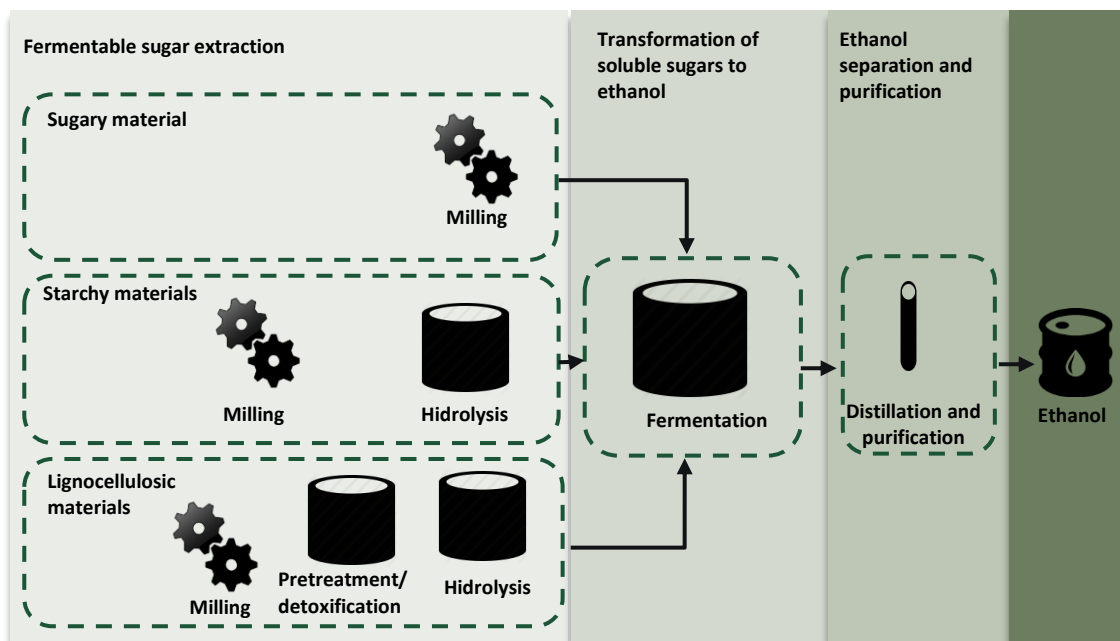 Fermentable sugar extraction
Transformation of
soluble sugars to
ethanol
Ethanol
separation and
purification
Sugary material
Milling
Starchy materials
Milling
Hidrolysis
Fermentation
Distillation and
purification
Ethanol
Lignocellulosic
materials
Milling
Pretreatment/
detoxification
Hidrolysis